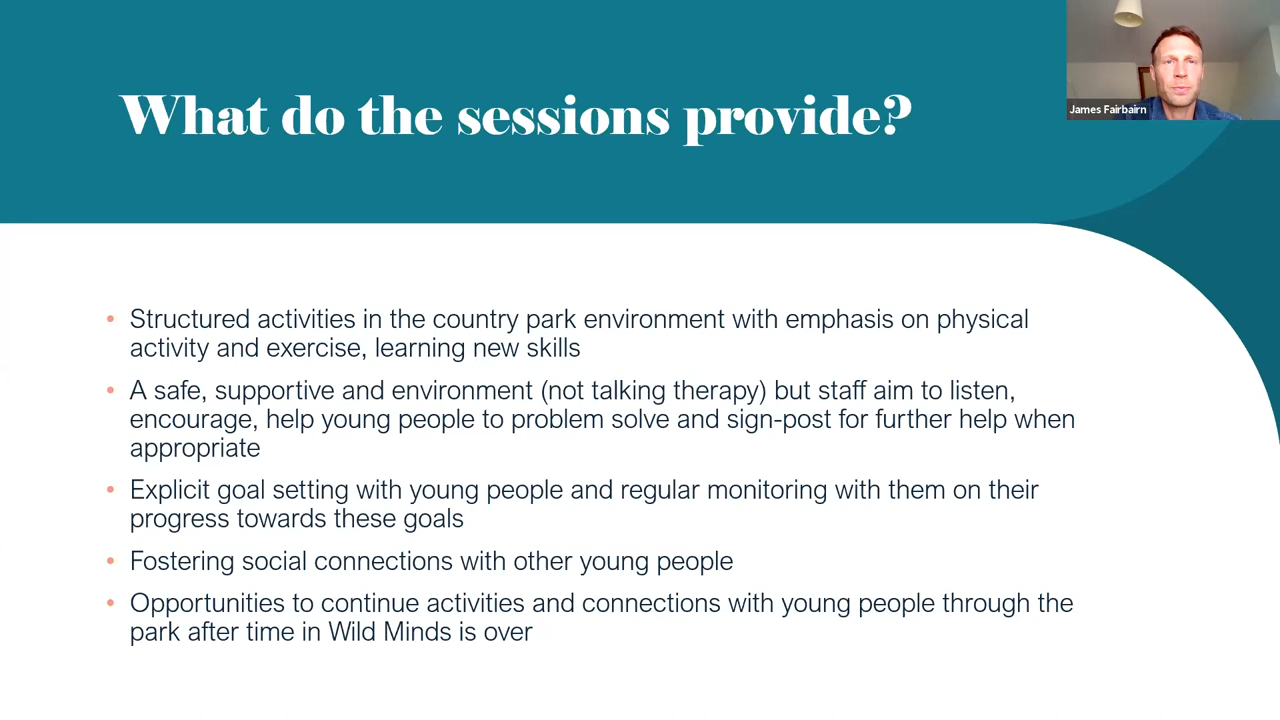 What do the sessions provide?
James Fairbairn
• Structured activities in the country park environment with emphasis on physical
activity and exercise, learning new skills
• A safe, supportive and environment (not talking therapy) but staff aim to listen,
encourage, help young people to problem solve and sign-post for further help when
appropriate
• Explicit goal setting with young people and regular monitoring with them on their
progress towards these goals
• Fostering social connections with other young people
• Opportunities to continue activities and connections with young people through the
park after time in Wild Minds is over